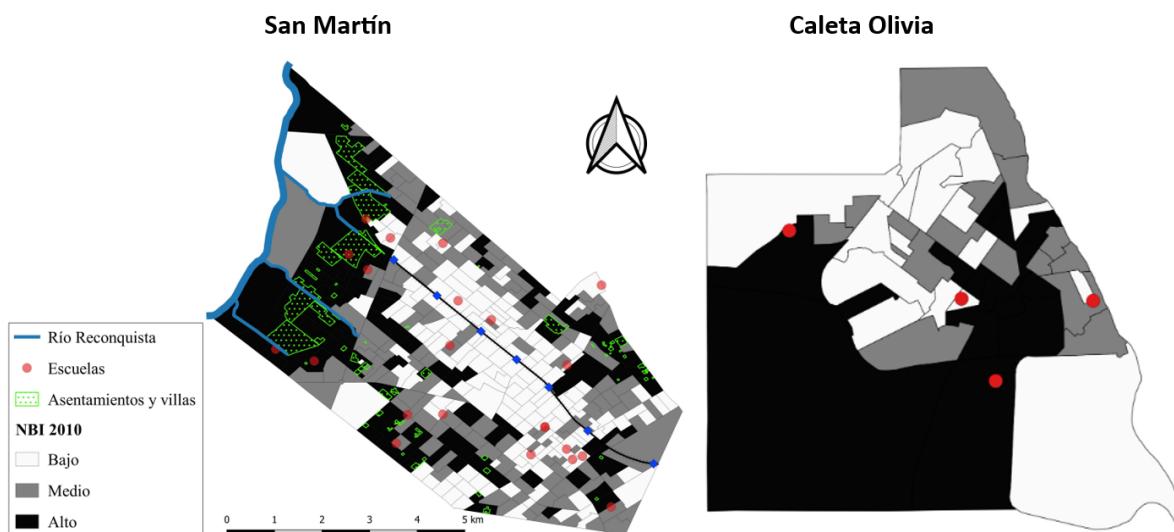 San Martín
Caleta Olivia
Río Reconquista
Escuelas
Asentamientos y villas
NBI 2010
Bajo
Medio
Alto
0 1 2 3 4 5 km